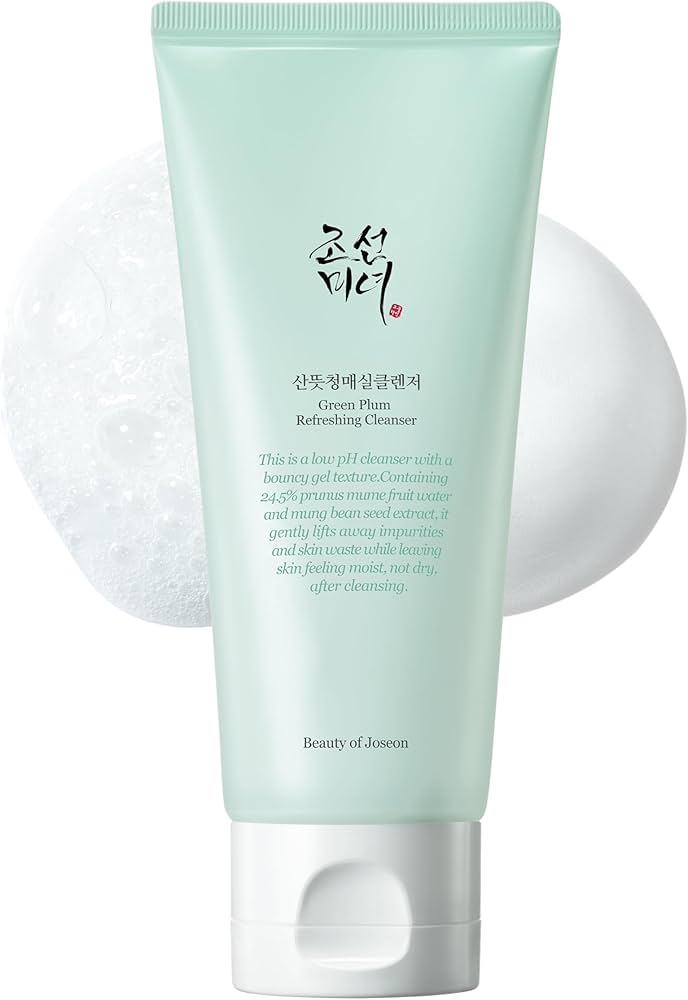 조선
미녀
산뜻청매실클렌저
Green Plum
Refreshing Cleanser
This is a low pH cleanser with a
bouncy gel texture.Containing
24.5% prunus mume fruit water
and mung bean seed extract, it
gently lifts away impurities
and skin waste while leaving
skin feeling moist, not dry,
after cleansing.
Beauty of Joseon